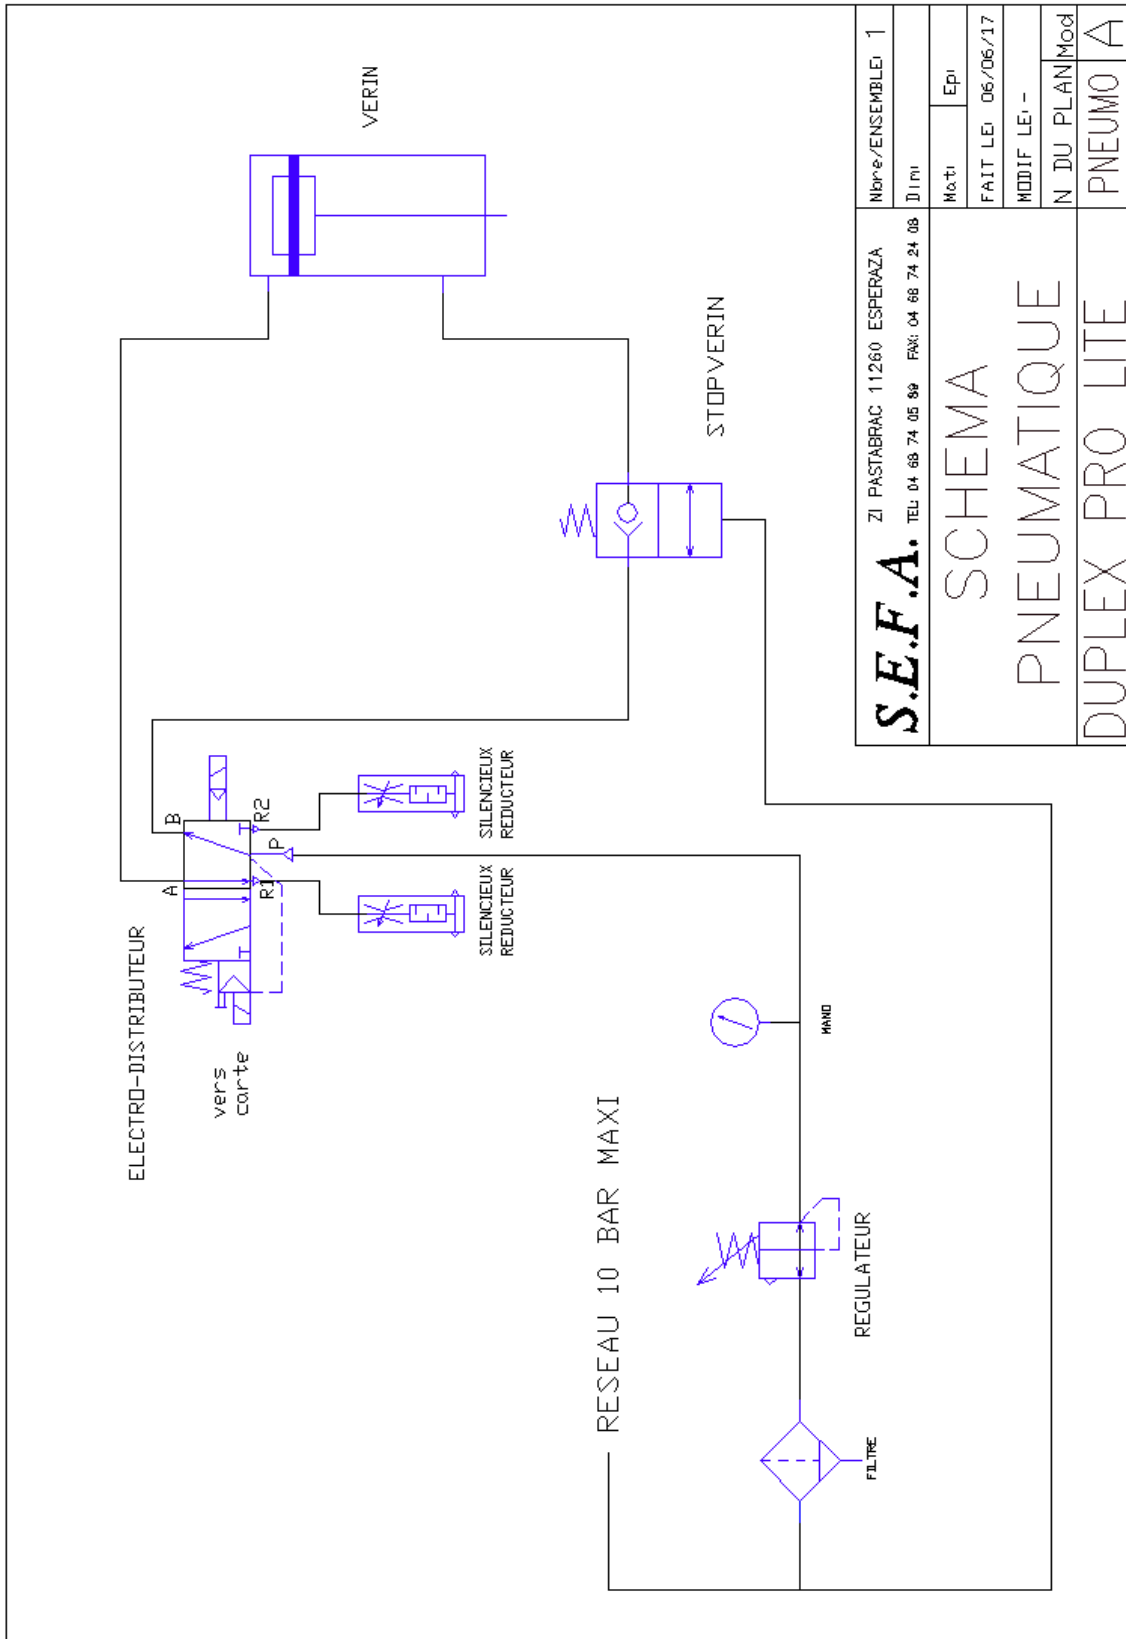 VERIN
STOPVERIN
ELECTRO-DISTRIBUTEUR
vers
carte
A
B
R1
P
R2
SILENCIEUX
REDUCTEUR
SILENCIEUX
REDUCTEUR
RESEAU 10 BAR MAXI
MANO
REGULATEUR
FILTRE
S.E.F.A.
ZI PASTABRAC 11260 ESPERAZA
TEL: 04 68 74 05 89 FAX: 04 68 74 24 08
Nbre/ENSEMBLE: 1
Dim:
SCHEMA
PNEUMATIQUE
Mat: Ep:
FAIT LE: 06/06/17
MODIF LE: -
N DU PLAN Mod
DUPLEX PRO LITE
PNEUMO A